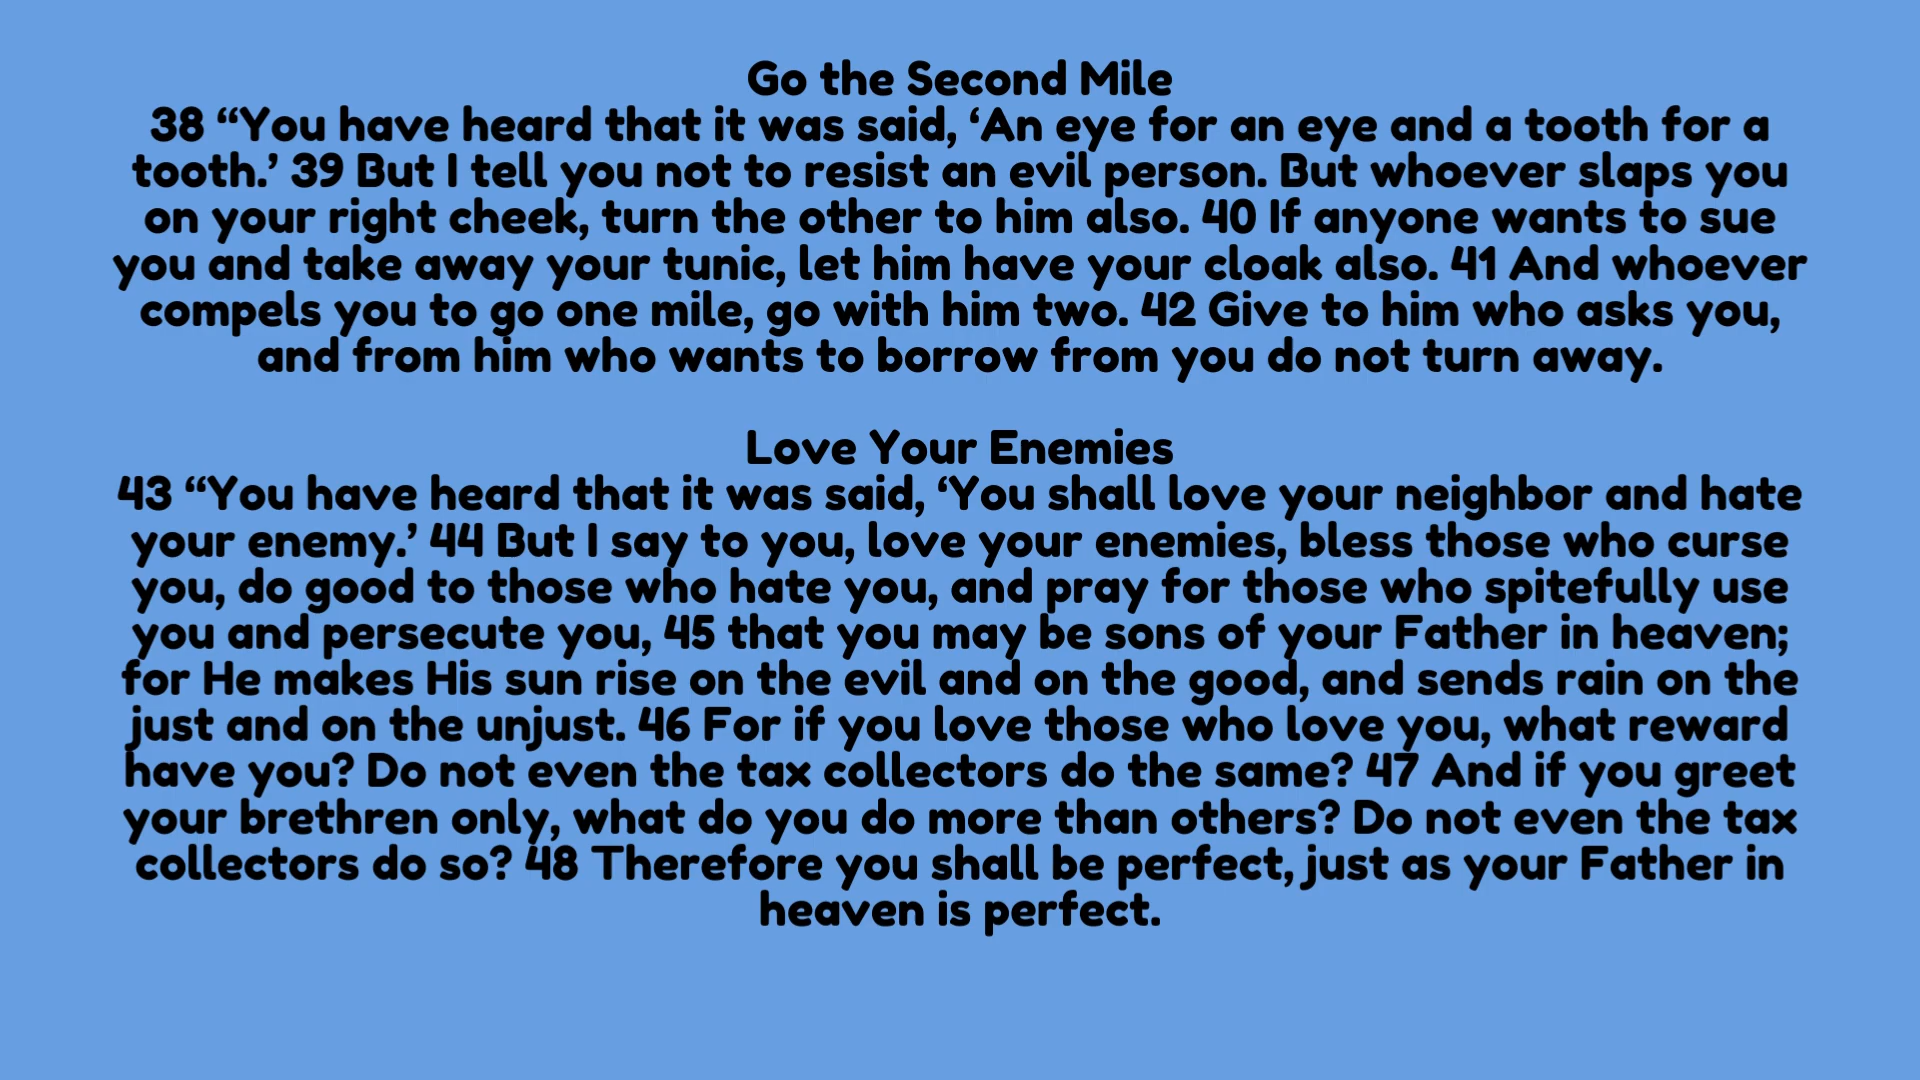 Go the Second Mile
38 “You have heard that it was said, ‘An eye for an eye and a tooth for a
tooth.’ 39 But I tell you not to resist an evil person. But whoever slaps you
on your right cheek, turn the other to him also. 40 If anyone wants to sue
you and take away your tunic, let him have your cloak also. 41 And whoever
compels you to go one mile, go with him two. 42 Give to him who asks you,
and from him who wants to borrow from you do not turn away.
Love Your Enemies
43 “You have heard that it was said, ‘You shall love your neighbor and hate
your enemy.’ 44 But I say to you, love your enemies, bless those who curse
you, do good to those who hate you, and pray for those who spitefully use
you and persecute you, 45 that you may be sons of your Father in heaven;
for He makes His sun rise on the evil and on the good, and sends rain on the
just and on the unjust. 46 For if you love those who love you, what reward
have you? Do not even the tax collectors do the same? 47 And if you greet
your brethren only, what do you do more than others? Do not even the tax
collectors do so? 48 Therefore you shall be perfect, just as your Father in
heaven is perfect.